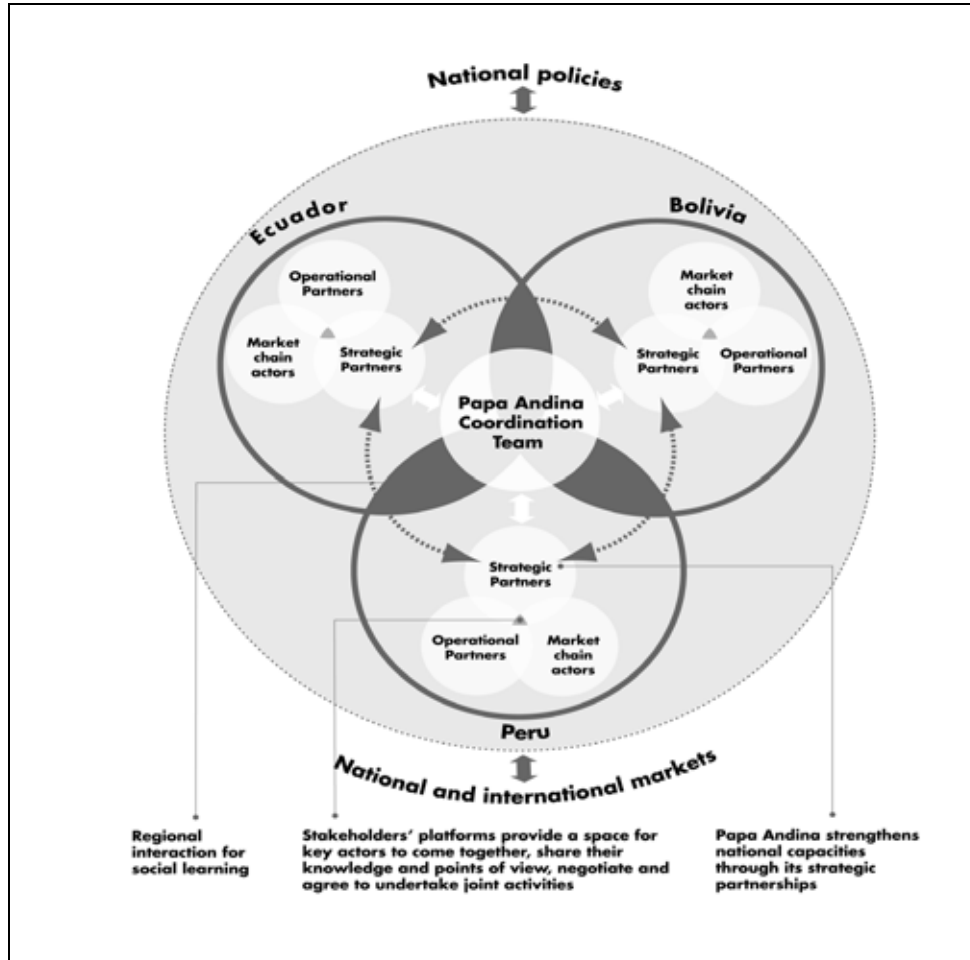 National policies
Ecuador
Bolivia
Operational
Partners
Market
chain
actors
Strategic
Partners
Market
chain
actors
Strategic
Partners
Operational
Partners
Papa Andina
Coordination
Team
Strategic
Partners
Operational
Partners
Market
chain
actors
Peru
National and international markets
Regional
interaction for
social learning
Stakeholders’ platforms provide a space for
key actors to come together, share their
knowledge and points of view, negotiate and
agree to undertake joint activities
Papa Andina strengthens
national capacities
through its strategic
partnerships